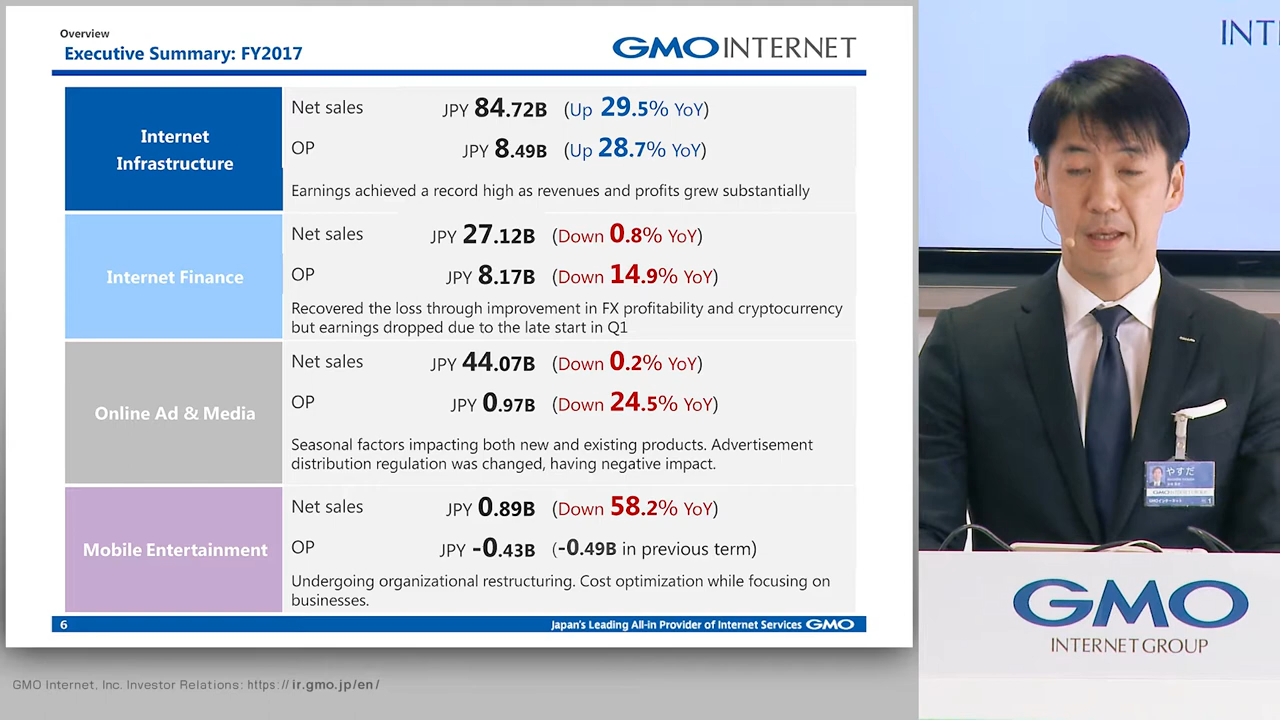 Overview
Executive Summary: FY2017
GMO INTERNET
Internet
Infrastructure
Net sales JPY 84.72B (Up 29.5% YoY)
OP JPY 8.49B (Up 28.7% YoY)
Earnings achieved a record high as revenues and profits grew substantially
Internet Finance
Net sales JPY 27.12B (Down 0.8% YoY)
OP JPY 8.17B (Down 14.9% YoY)
Recovered the loss through improvement in FX profitability and cryptocurrency
but earnings dropped due to the late start in Q1
Online Ad & Media
Net sales JPY 44.07B (Down 0.2% YoY)
OP JPY 0.97B (Down 24.5% YoY)
Seasonal factors impacting both new and existing products. Advertisement
distribution regulation was changed, having negative impact.
Mobile Entertainment
Net sales JPY 0.89B (Down 58.2% YoY)
OP JPY -0.43B (-0.49B in previous term)
Undergoing organizational restructuring. Cost optimization while focusing on
businesses.
6
Japan's Leading All-in Provider of Internet Services GMO
GMO Internet, Inc. Investor Relations: https://ir.gmo.jp/en/
INT
やすだ
GMO
INTERNET GROUP